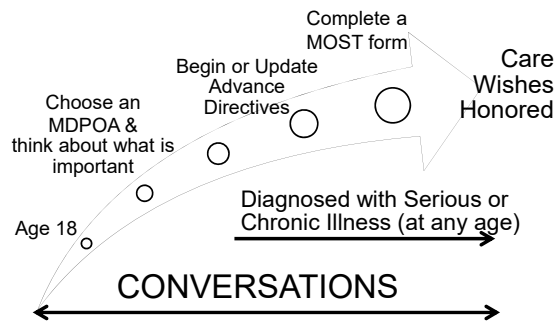 Complete a
MOST form
Care
Wishes
Honored
Begin or Update
Advance
Directives
Choose an
MDPOA &
think about what is
important
Age 18
Diagnosed with Serious or
Chronic Illness (at any age)
CONVERSATIONS